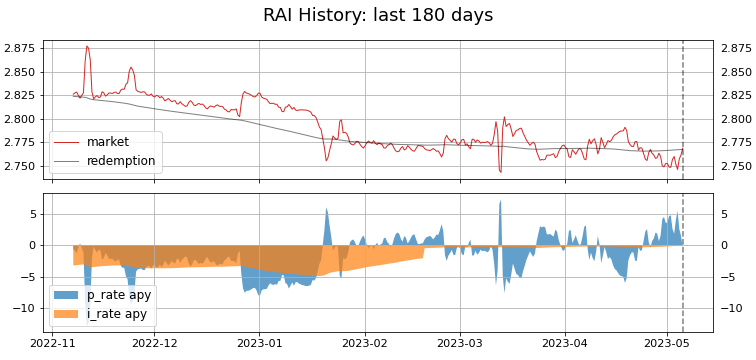 RAI History: last 180 days
2.875 2.875
2.850 2.850
2.825 2.825
2.800 2.800
2.775 2.775
2.750 2.750
market
redemption
5 5
0 0
−5 −5
−10 −10
p_rate apy
i_rate apy
2022-11 2022-12 2023-01 2023-02 2023-03 2023-04 2023-05